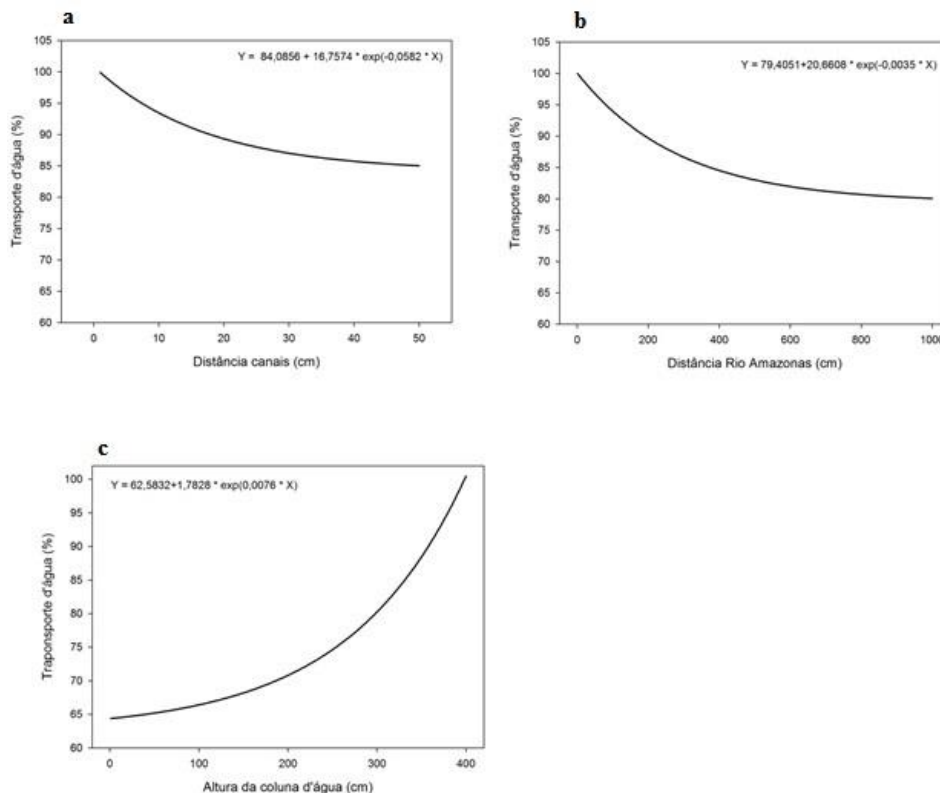 a
Y = 84,0856 + 16,7574 * exp(-0,0582 * X)
105
100
95
90
85
80
75
70
65
60
Transporte d'água (%)
0 10 20 30 40 50
Distância canais (cm)
b
Y = 79,4051+20,6608 * exp(-0,0035 * X)
105
100
95
90
85
80
75
70
65
60
Transporte d'água (%)
0 200 400 600 800 1000
Distância Rio Amazonas (cm)
c
Y = 62,5832+1,7828 * exp(0,0076 * X)
100
95
90
85
80
75
70
65
60
Traponsporte d'água (%)
0 100 200 300 400
Altura da coluna d'água (cm)